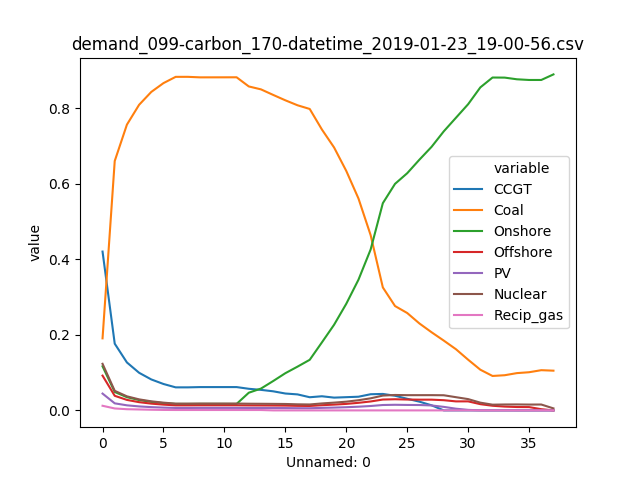 demand_099-carbon_170-datetime_2019-01-23_19-00-56.csv
value
0.8
0.6
0.4
0.2
0.0
variable
CCGT
Coal
Onshore
Offshore
PV
Nuclear
Recip_gas
0 5 10 15 20 25 30 35
Unnamed: 0